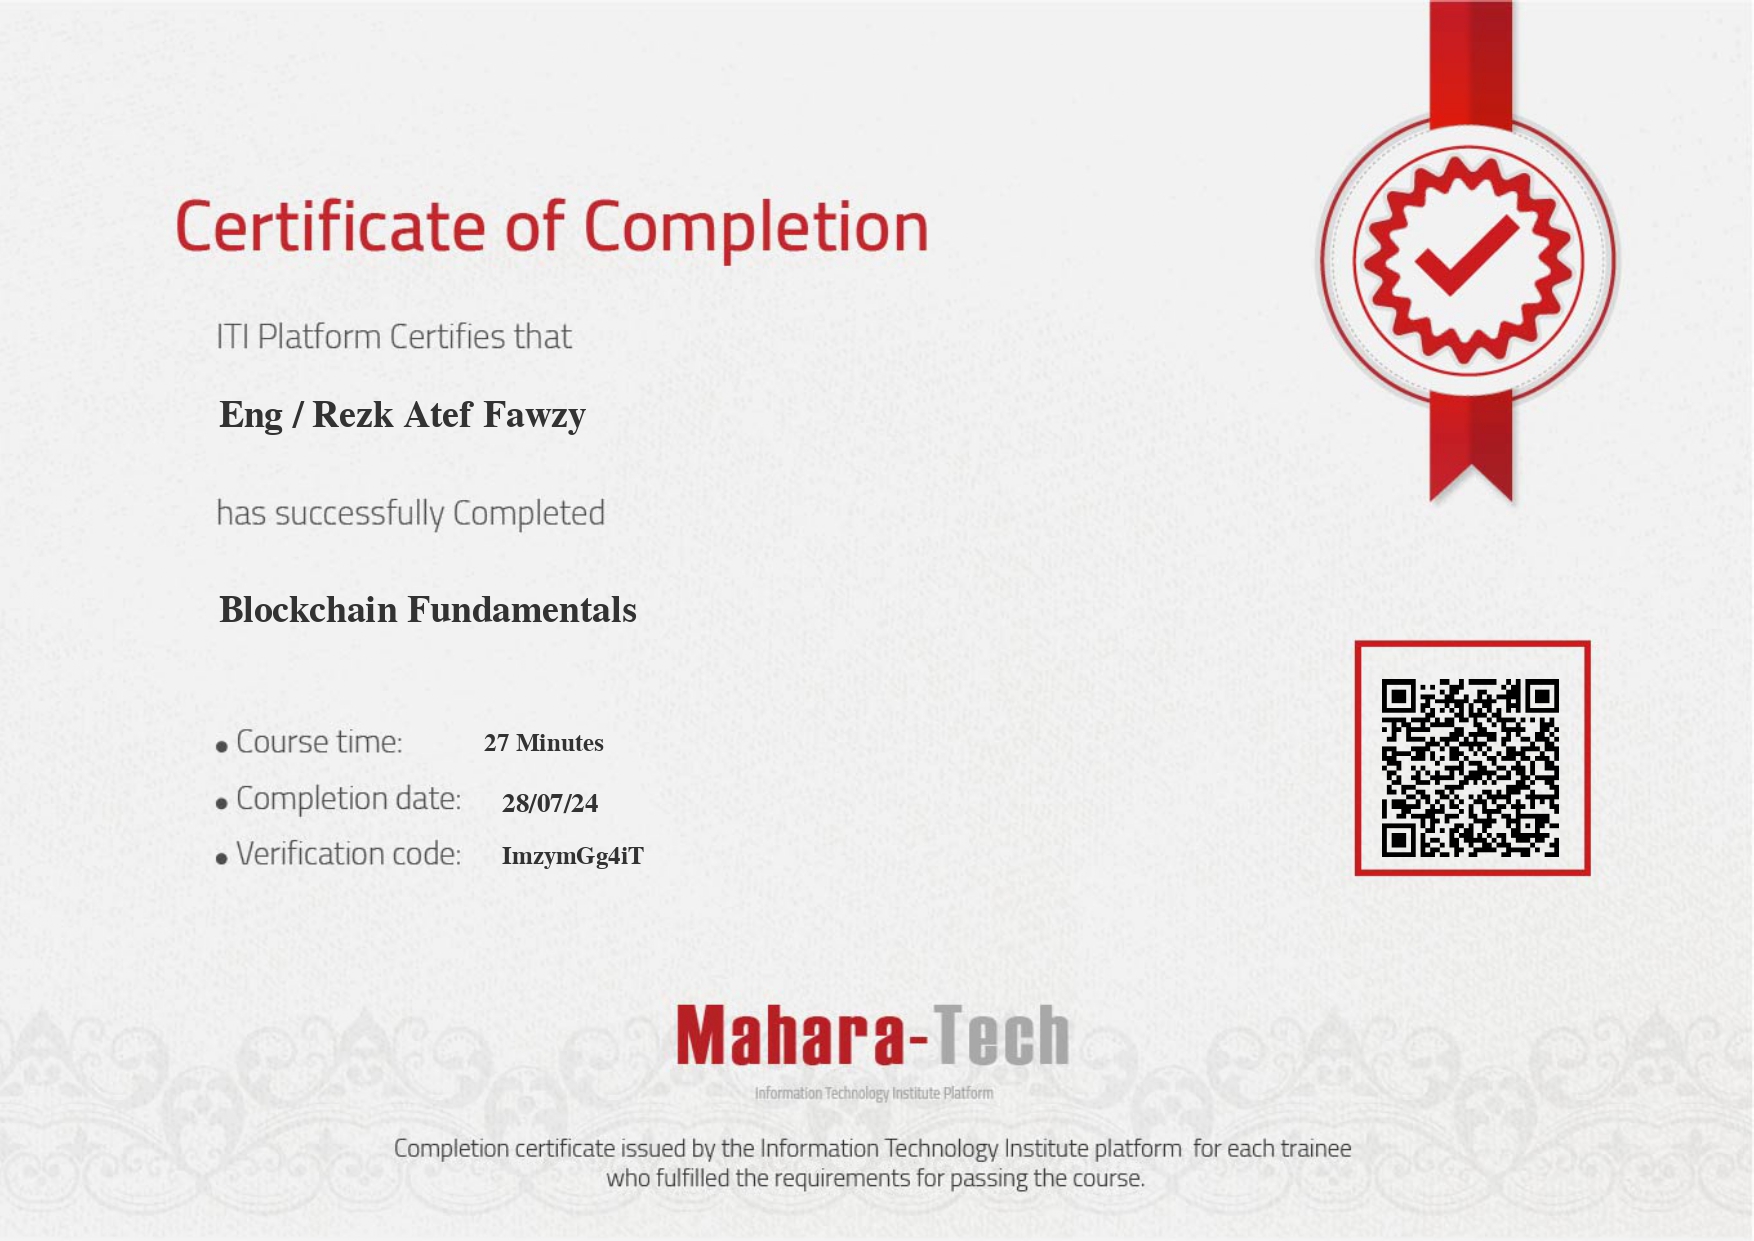 Certificate of Completion
ITI Platform Certifies that
Eng / Rezk Atef Fawzy
has successfully Completed
Blockchain Fundamentals
• Course time: 27 Minutes
• Completion date: 28/07/24
• Verification code: ImzymGg4iT
Mahara-Tech
Information Technology Institute Platform
Completion certificate issued by the Information Technology Institute platform for each trainee
who fulfilled the requirements for passing the course.